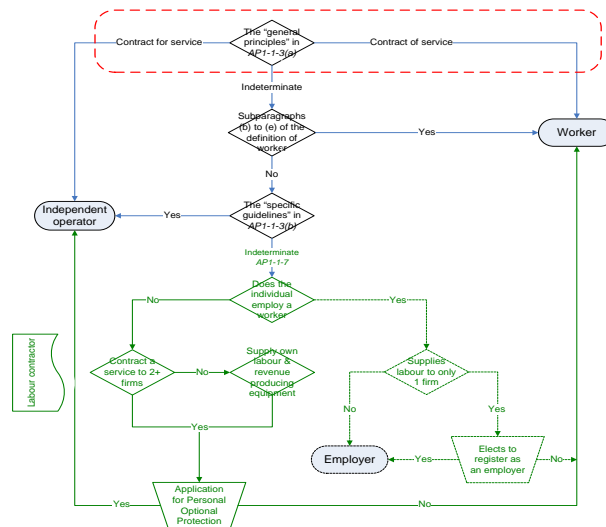 The "general
principles" in
AP1-1-3(a)
Contract for service
Contract of service
Indeterminate
Subparagraphs
(b) to (e) of the
definition of
worker
Yes
Worker
No
Independent
operator
Yes
The "specific
guidelines" in
AP1-1-3(b)
Indeterminate
AP1-1-7
Does the
individual
employ a
worker
No
Yes
Labour contractor
Contract a
service to 2+
firms
No
Supply own
labour &
revenue
producing
equipment
Supplies
labour to only
1 firm
No
Yes
Yes
Employer
Yes
Elects to
register as
an employer
No
Application
for Personal
Optional
Protection
Yes
No